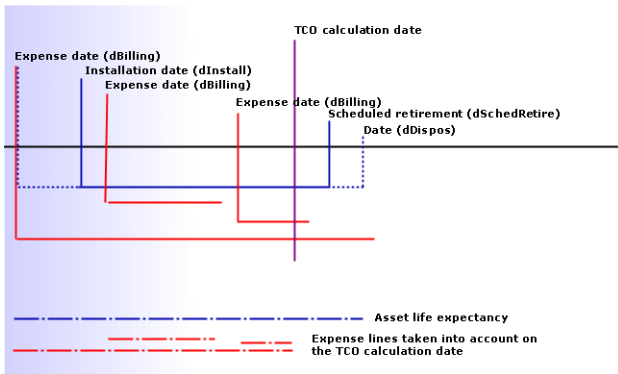 TCO calculation date
Expense date (dBilling)
Installation date (dInstall)
Expense date (dBilling)
Expense date (dBilling)
Scheduled retirement (dSchedRetire)
Date (dDispos)
Asset life expectancy
Expense lines taken into account on
the TCO calculation date